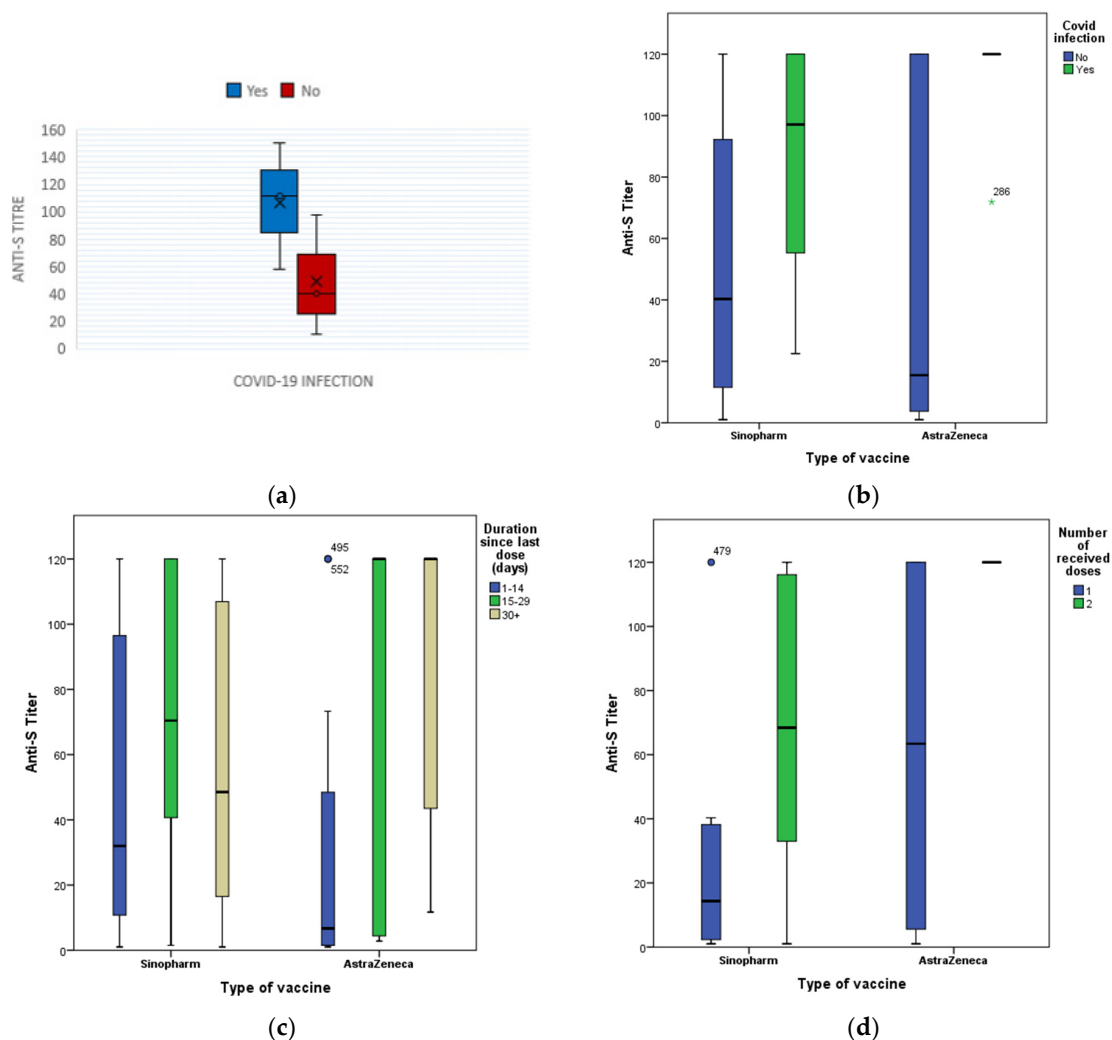 Yes No
ANTI-S TITRE
160
140
120
100
80
60
40
20
0
COVID-19 INFECTION
(a)
Covid
infection
No
Yes
Anti-S Titer
120
100
80
60
40
20
0
286
Sinopharm AstraZeneca
Type of vaccine
(b)
Duration
since last
dose
(days)
1-14
15-29
30+
Anti-S Titer
120
100
80
60
40
20
0
495
552
Sinopharm AstraZeneca
Type of vaccine
(c)
Number
of
received
doses
1
2
Anti-S Titer
120
100
80
60
40
20
0
479
Sinopharm AstraZeneca
Type of vaccine
(d)